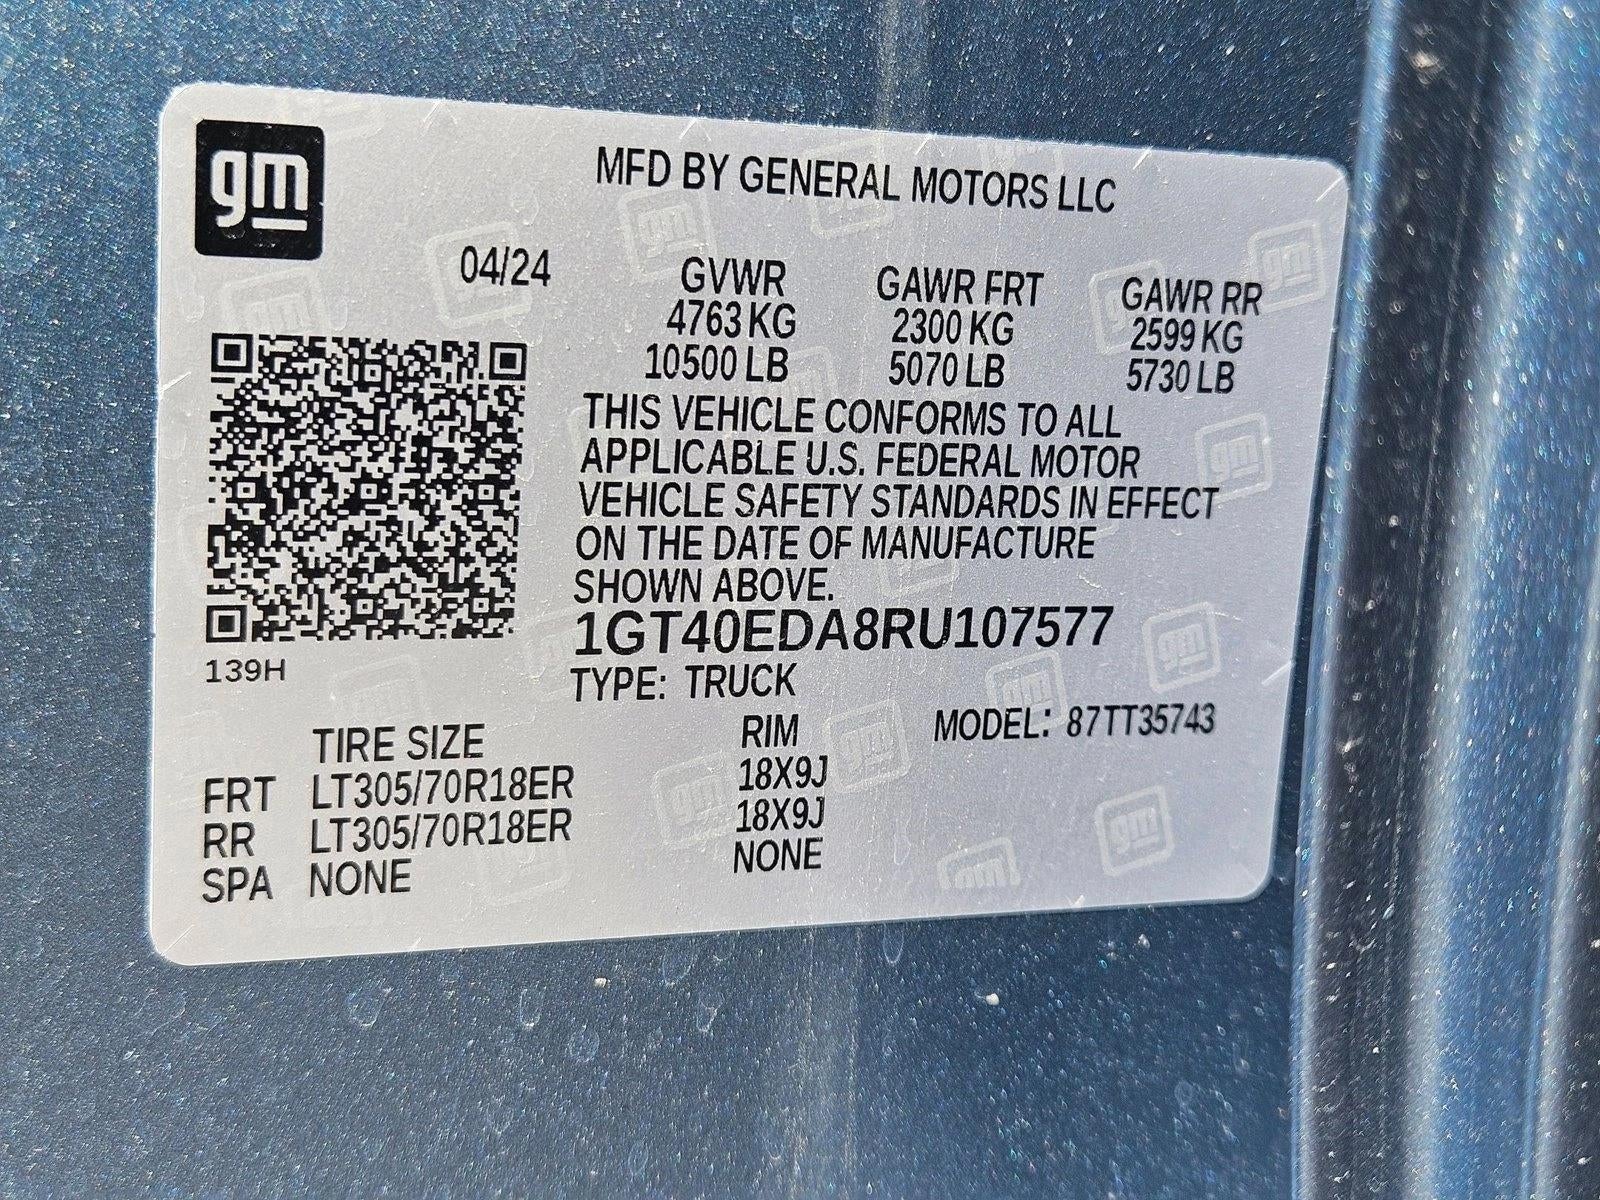 gm
MFD BY GENERAL MOTORS LLC
04/24 GVWR GAWR FRT GAWR RR
4763 KG 2300 KG 2599 KG
10500 LB 5070 LB 5730 LB
THIS VEHICLE CONFORMS TO ALL
APPLICABLE U.S. FEDERAL MOTOR
VEHICLE SAFETY STANDARDS IN EFFECT
ON THE DATE OF MANUFACTURE
SHOWN ABOVE.
1GT40EDA8RU107577
139H
TYPE: TRUCK
TIRE SIZE RIM MODEL: 87TT35743
FRT LT305/70R18ER 18X9J
RR LT305/70R18ER 18X9J
SPA NONE NONE